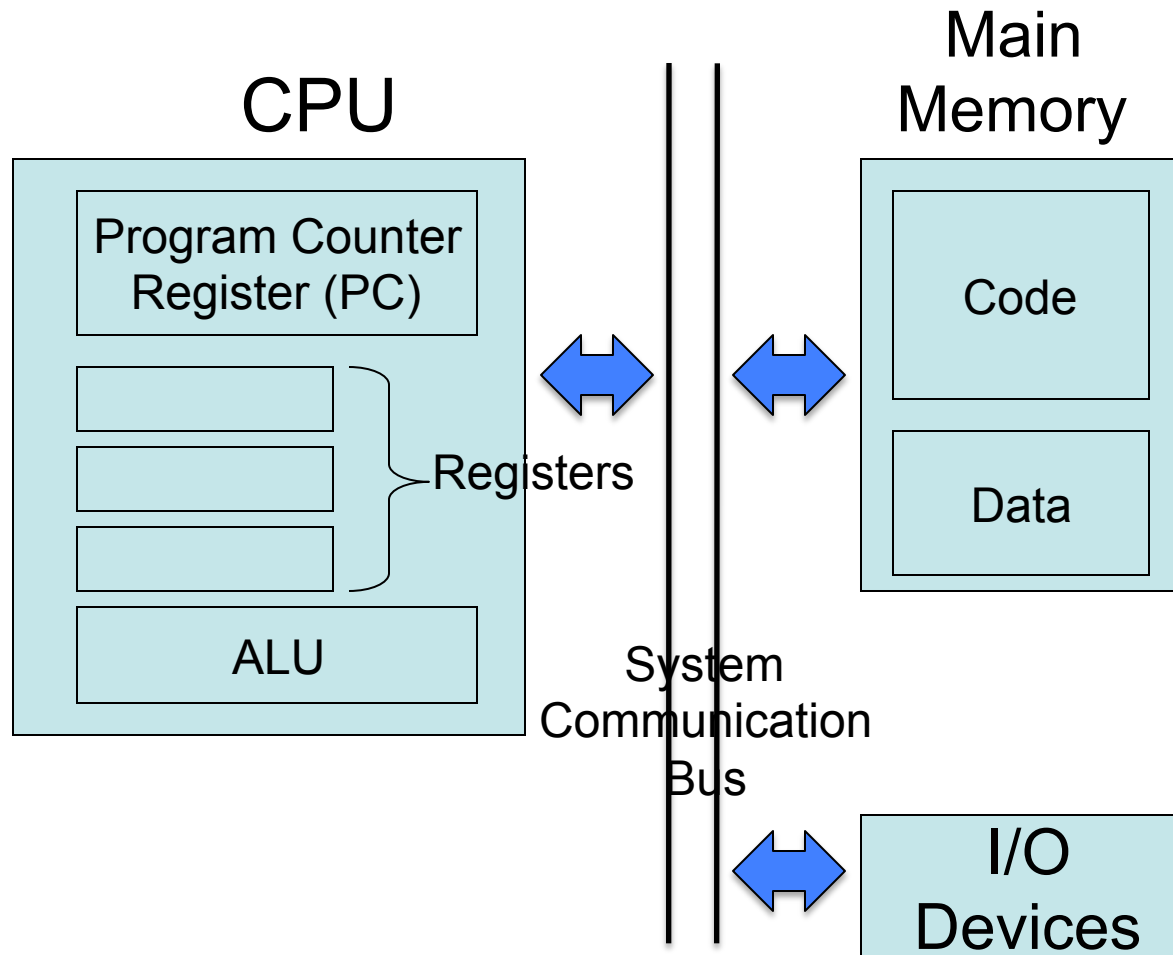 CPU
Program Counter
Register (PC)
Registers
ALU
System
Communication
Bus
Main
Memory
Code
Data
I/O
Devices